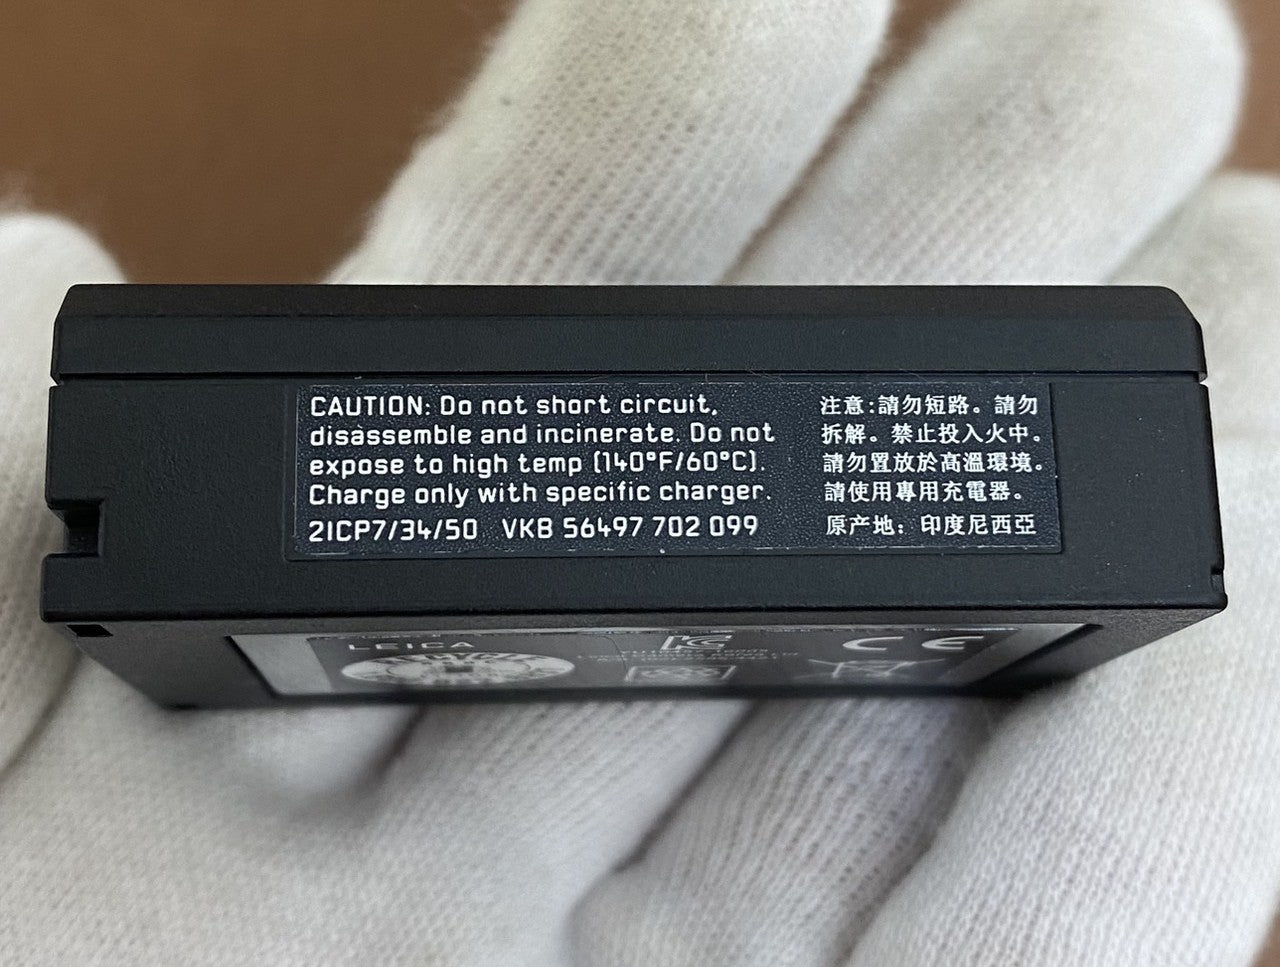 CAUTION: Do not short circuit,
disassemble and incinerate. Do not
expose to high temp (140°F/60°C).
Charge only with specific charger.
2ICP7/34/50 VKB 56497 702 099
注意:請勿短路。請勿
拆解。禁止投入火中。
請勿置放於高溫環境。
請使用專用充電器。
原产地：印度尼西亞
LEICA
CE